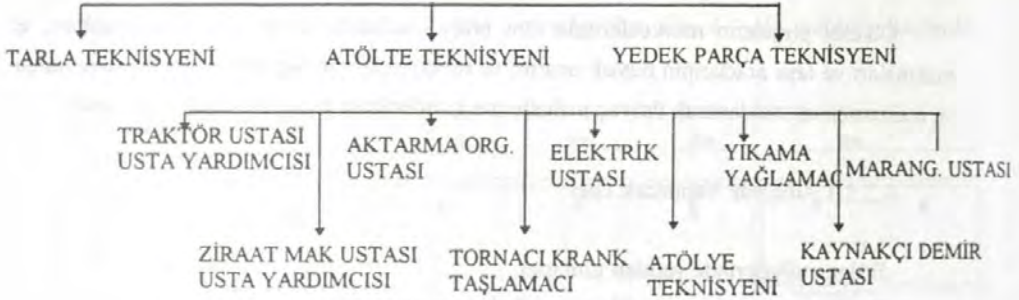 TARLA TEKNİSYENİ ATÖLTE TEKNİSYENİ YEDEK PARÇA TEKNİSYENİ
TRAKTÖR USTASI
USTA YARDIMCISI
AKTARMA ORG.
USTASI
ELEKTRİK
USTASI
YIKAMA
YAĞLAMAC
MARANG. USTASI
ZİRAAT MAK USTASI
USTA YARDIMCISI
TORNACI KRANK
TAŞLAMACI
ATÖLYE
TEKNİSYENİ
KAYNAKÇI DEMİR
USTASI